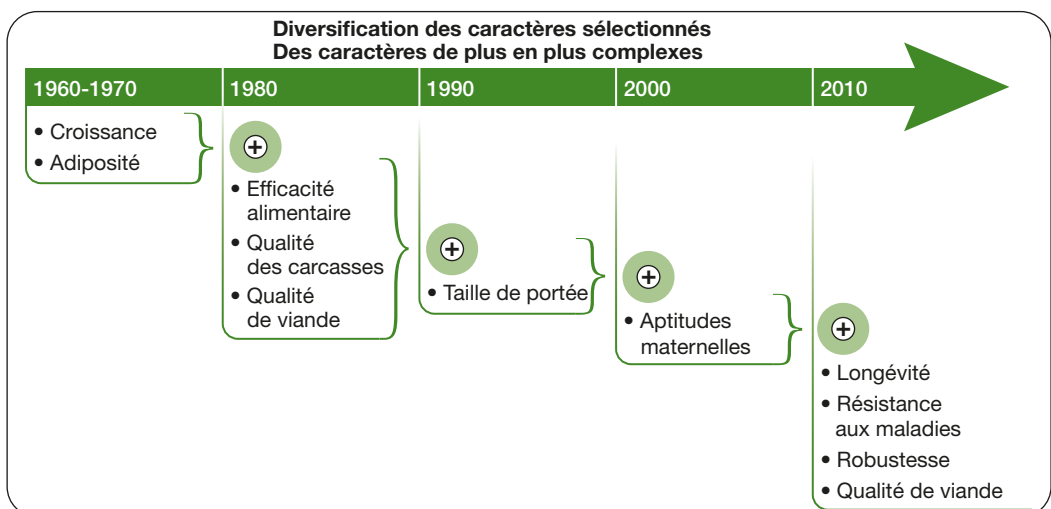 Diversification des caractères sélectionnés
Des caractères de plus en plus complexes
1960-1970 1980 1990 2000 2010
• Croissance
• Adiposité
+
• Efficacité
alimentaire
• Qualité
des carcasses
• Qualité
de viande
+
• Taille de portée
+
• Aptitudes
maternelles
+
• Longévité
• Résistance
aux maladies
• Robustesse
• Qualité de viande